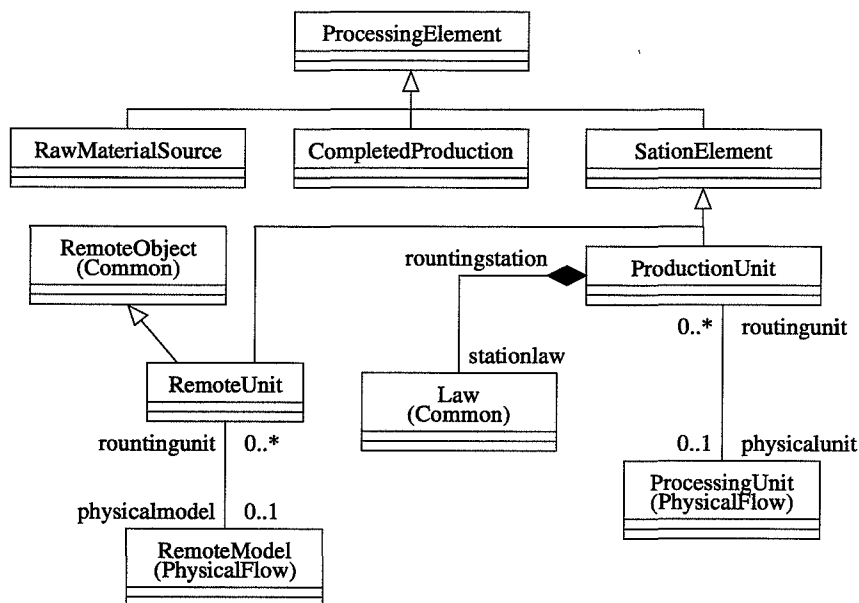 ProcessingElement
RawMaterialSource
CompletedProduction
SationElement
RemoteObject
(Common)
rountingstation
ProductionUnit
0..* routingunit
stationlaw
RemoteUnit
Law
(Common)
rountingunit 0..*
0..1 physicalunit
ProcessingUnit
(PhysicalFlow)
physicalmodel 0..1
RemoteModel
(PhysicalFlow)